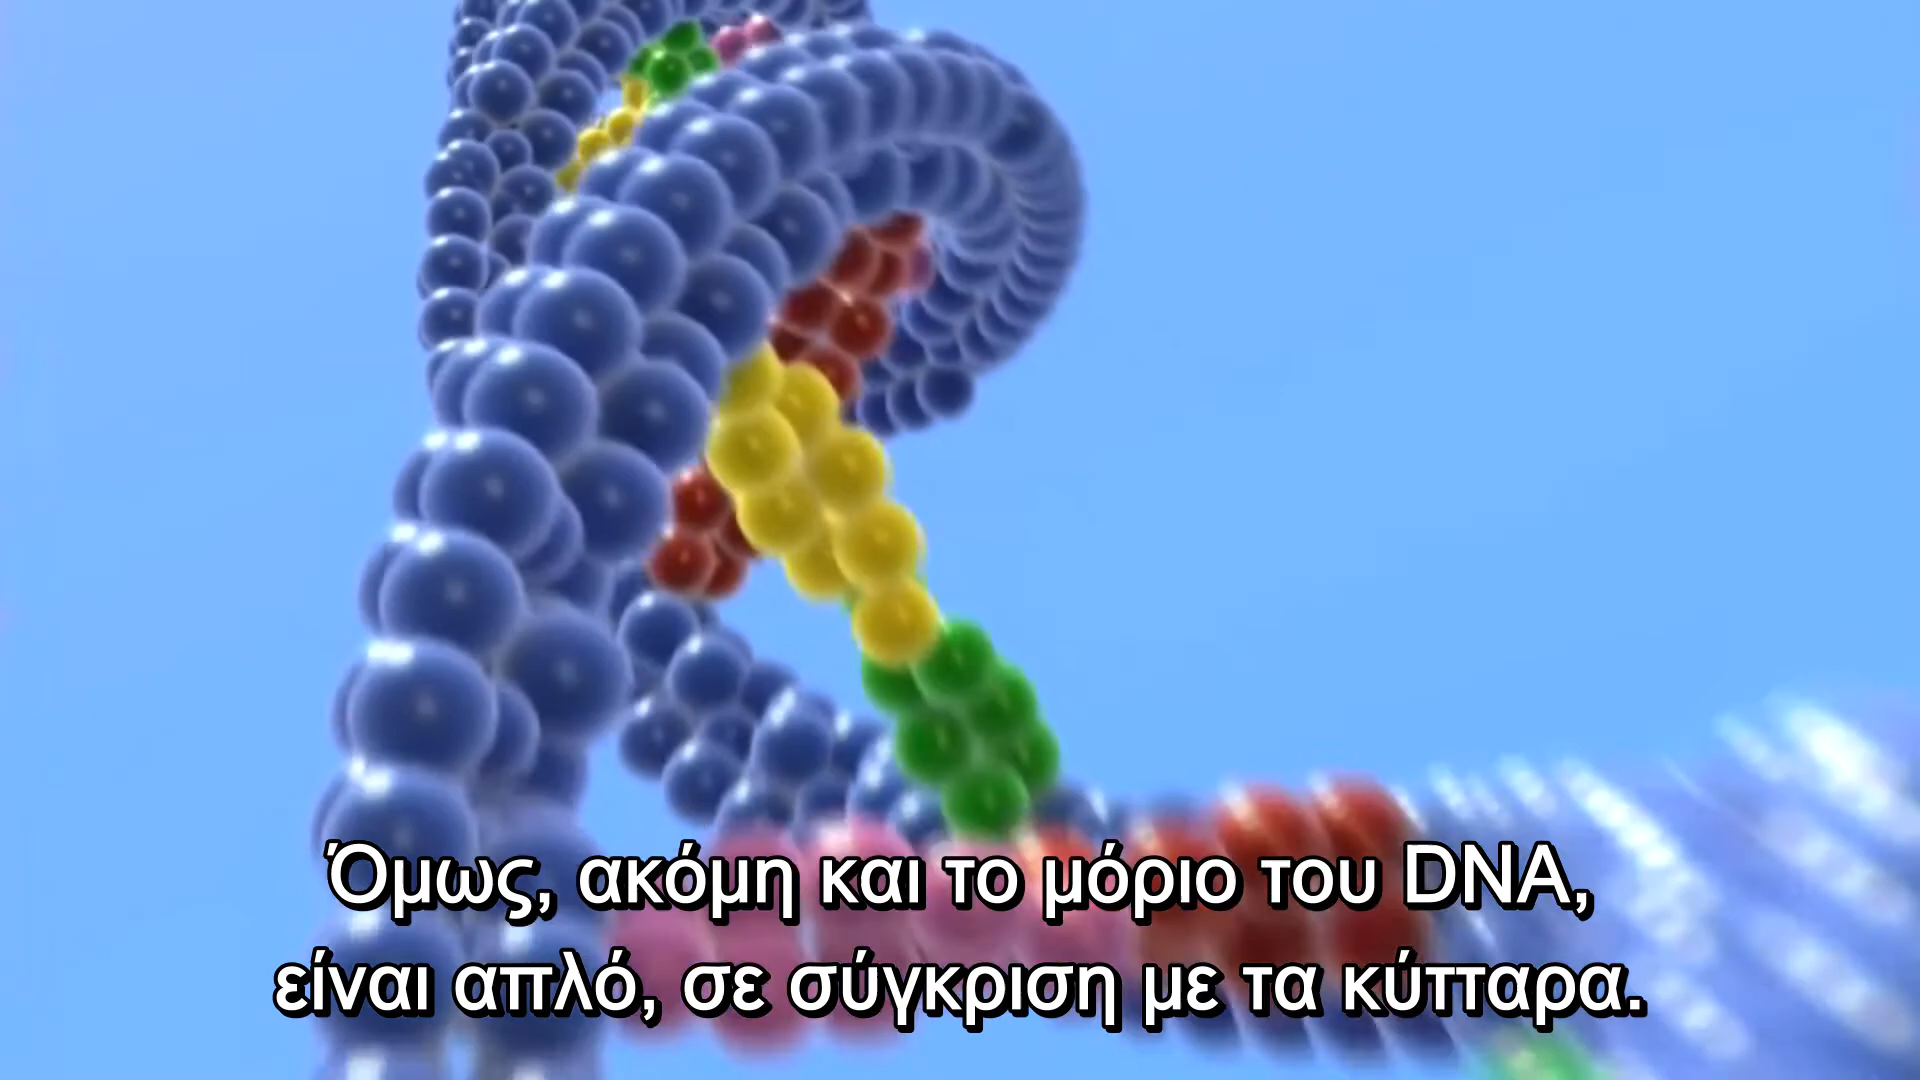 Όμως, ακόμη και το μόριο του DNA,
είναι απλό, σε σύγκριση με τα κύτταρα.